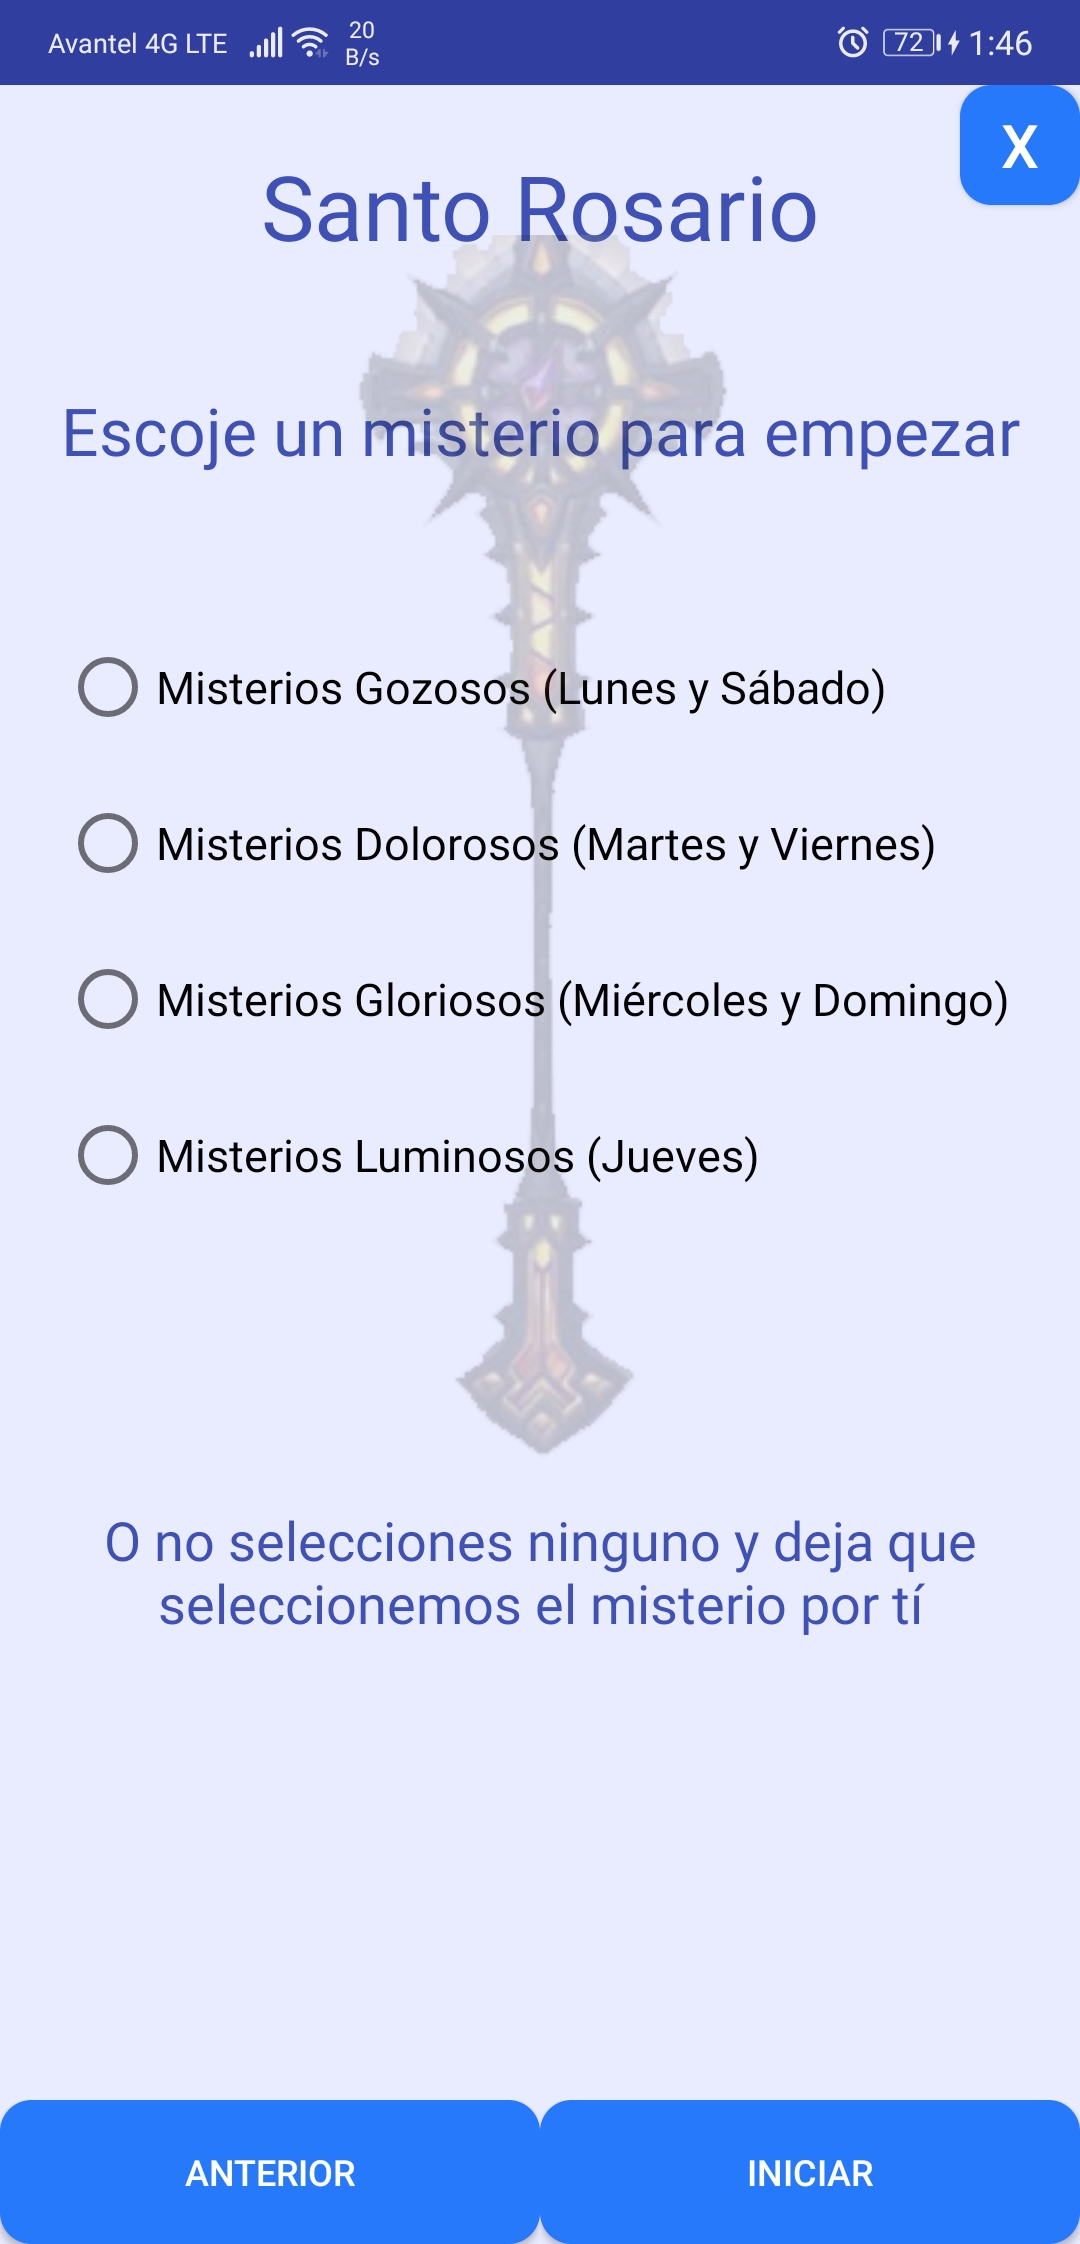 Avantel 4G LTE 20 B/s 72 1:46
X
Santo Rosario
Escoje un misterio para empezar
Misterios Gozosos (Lunes y Sábado)
Misterios Dolorosos (Martes y Viernes)
Misterios Gloriosos (Miércoles y Domingo)
Misterios Luminosos (Jueves)
O no selecciones ninguno y deja que
seleccionemos el misterio por tí
ANTERIOR INICIAR